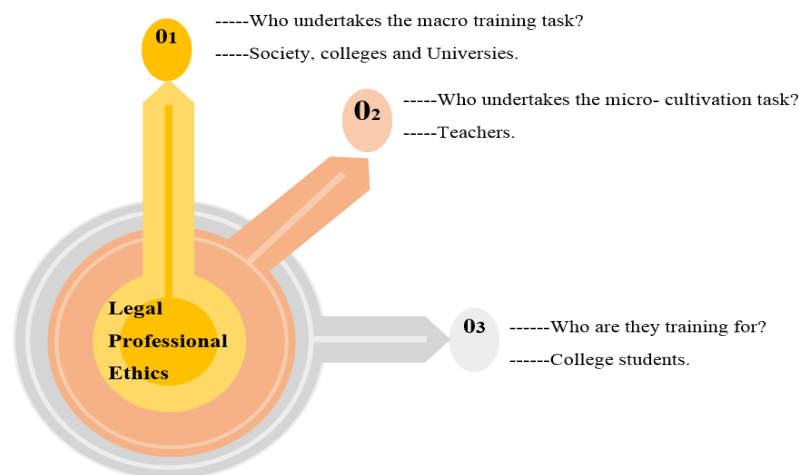 01
-----Who undertakes the macro training task?
-----Society, colleges and Universies.
02
-----Who undertakes the micro- cultivation task?
-----Teachers.
03
------Who are they training for?
------College students.
Legal
Professional
Ethics